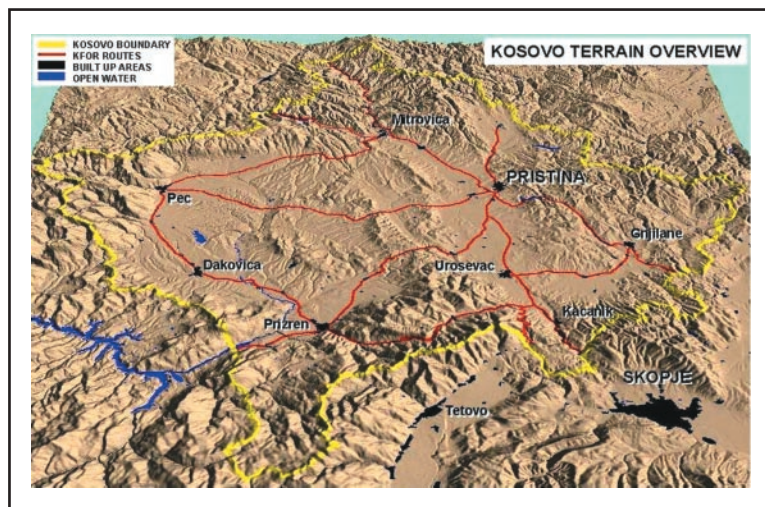 KOSOVO BOUNDARY
KFOR ROUTES
BUILT UP AREAS
OPEN WATER
KOSOVO TERRAIN OVERVIEW
Mitrovica
PRISTINA
Pec
Gnjilane
Dakovica
Urosevac
Kacanik
Prizren
SKOPJE
Tetovo